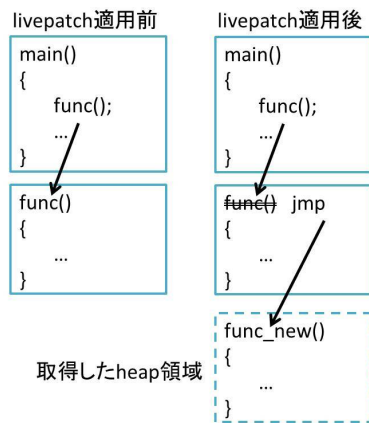 livepatch適用前
main()
{
func();
…
}
func()
{
…
}
livepatch適用後
main()
{
func();
…
}
func() jmp
{
…
}
func_new()
{
…
}
取得したheap領域